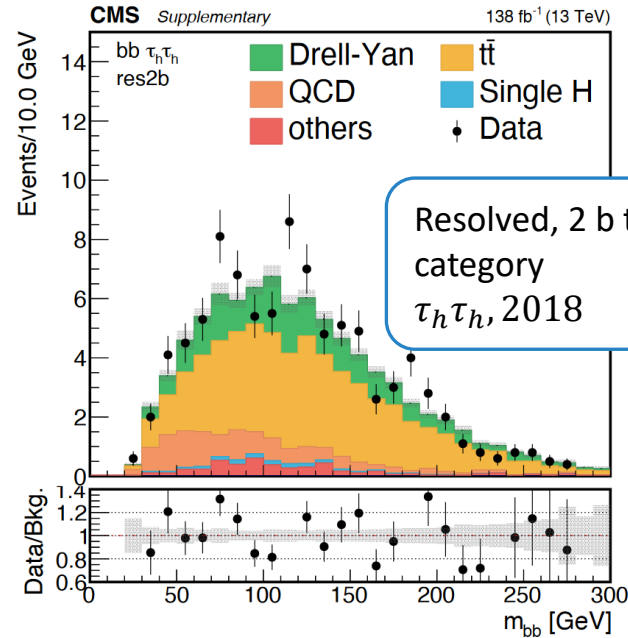 CMS Supplementary 138 fb⁻¹ (13 TeV)
bb τₕτₕ
res2b
Drell-Yan
tt̄
QCD
Single H
others
Data
Events/10.0 GeV
14
12
10
8
6
4
2
0
Resolved, 2 b
category
τₕτₕ, 2018
Data/Bkg.
1.4
1.2
1.0
0.8
0.6
0 50 100 150 200 250 300
m_bb [GeV]